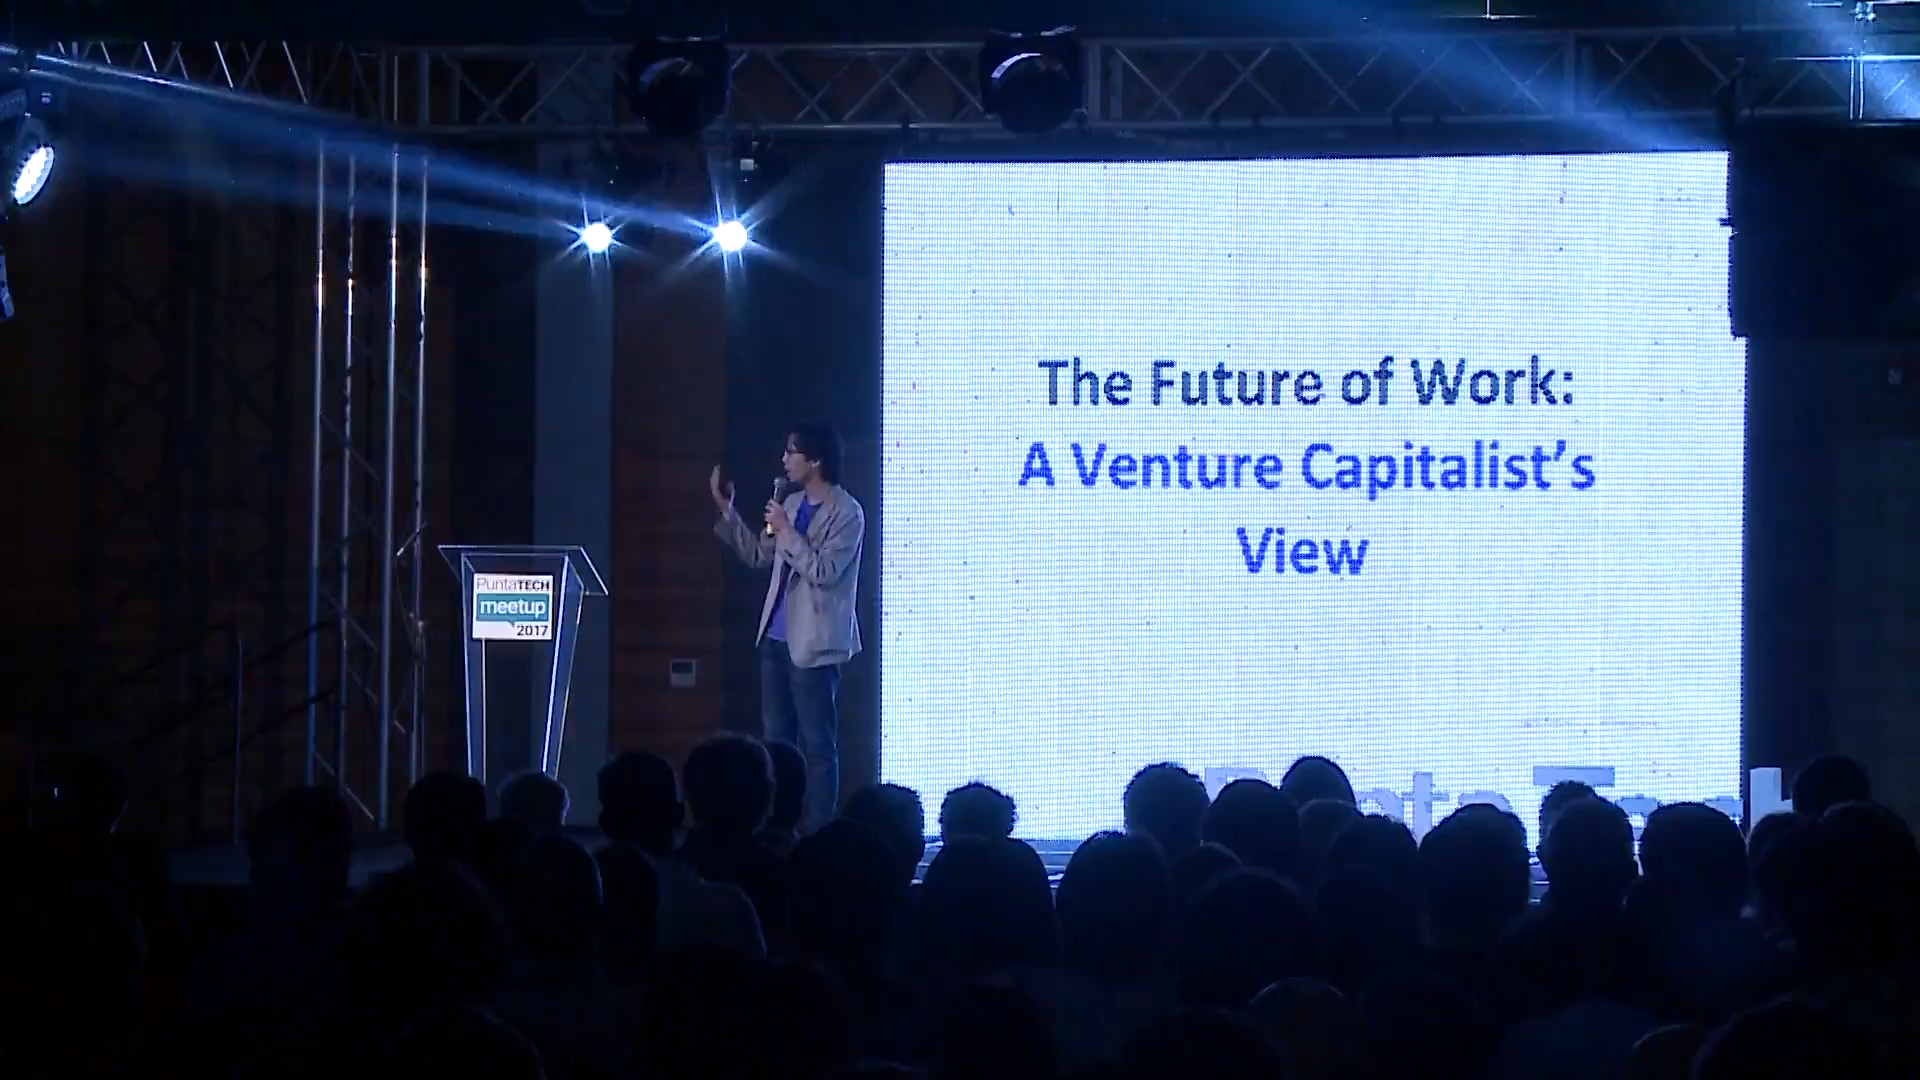 The Future of Work:
A Venture Capitalist's
View
PuntaTECH
meetup
2017